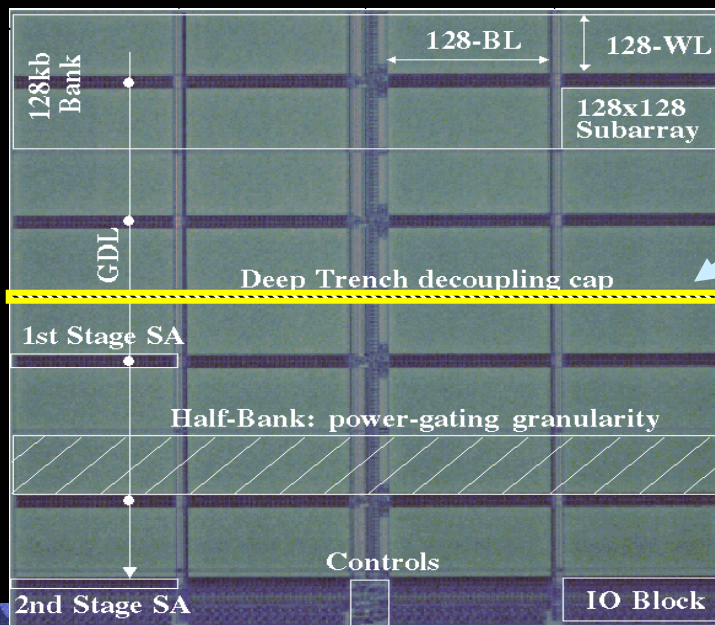 128-BL
128-WL
128kb
Bank
128x128
Subarray
GDL
Deep Trench decoupling cap
1st Stage SA
Half-Bank: power-gating granularity
Controls
2nd Stage SA
IO Block